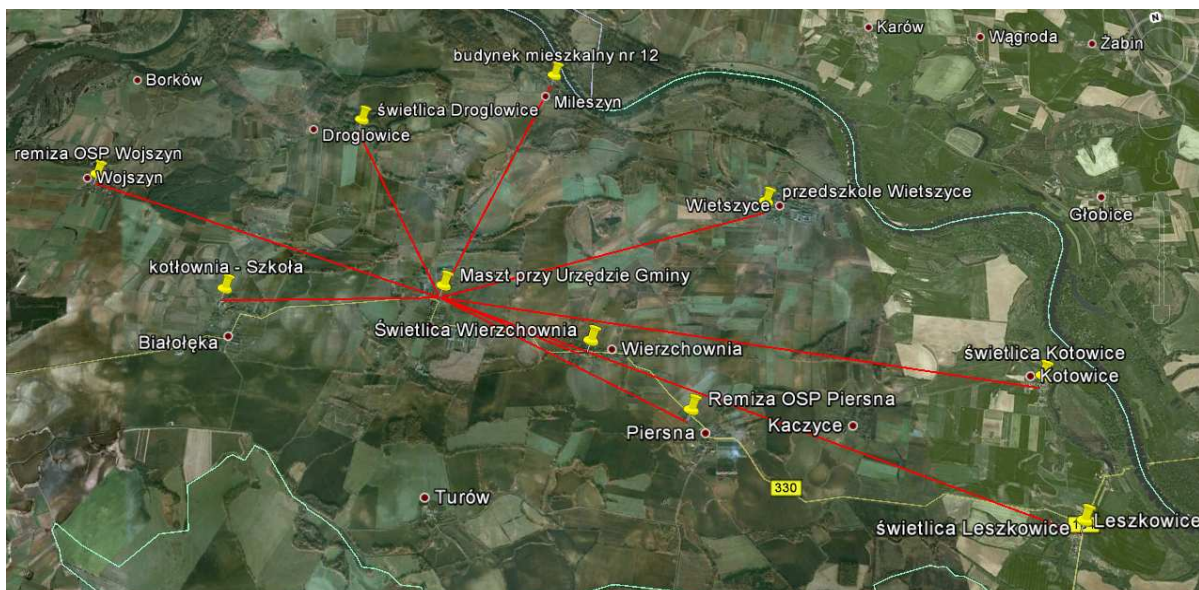 Karów
Wągroda
Żabin
N
budynek mieszkalny nr 12
Borków
Mileszyn
świetlica Droglowice
Droglowice
remiza OSP Wojszyn
Wojszyn
przedszkole Wietszyce
Wietszyce
Głobice
kotłownia - Szkoła
Maszt przy Urzędzie Gminy
Świetlica Wierzchownia
Białołęka
Wierzchownia
świetlica Kotowice
Kotowice
Remiza OSP Piersna
Piersna
Kaczyce
330
Turów
świetlica Leszkowice
Leszkowice